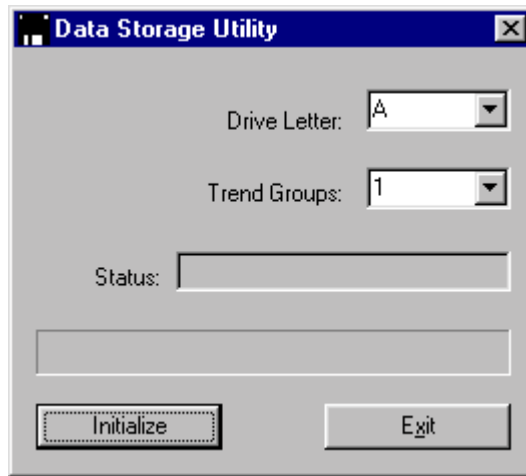 Data Storage Utility
Drive Letter: A
Trend Groups: 1
Status:
Initialize Exit